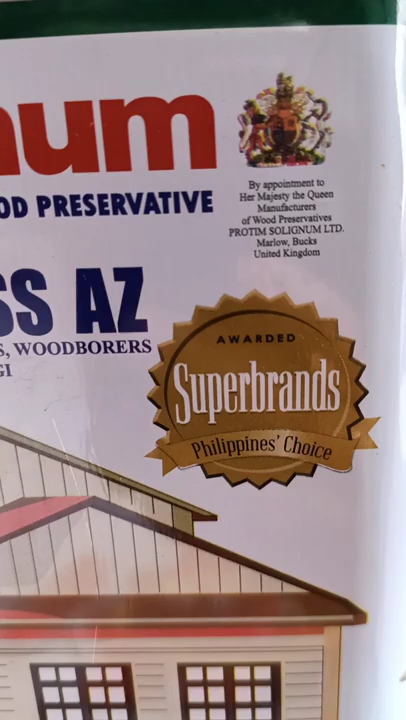 num
OD PRESERVATIVE
By appointment to
Her Majesty the Queen
Manufacturers
of Wood Preservatives
PROTIM SOLIGNUM LTD.
Marlow, Bucks
United Kingdom
SS AZ
S, WOODBORERS
GI
AWARDED
Superbrands
Philippines' Choice